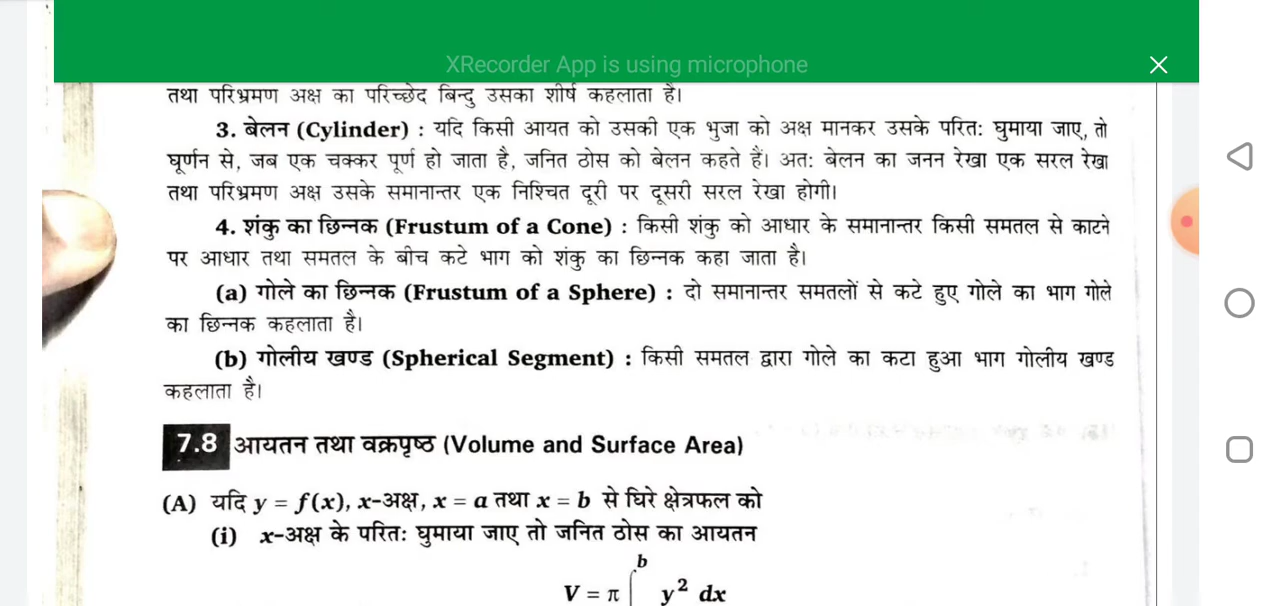 XRecorder App is using microphone
तथा परिभ्रमण अक्ष का परिच्छेद बिन्दु उसका शीर्ष कहलाता है।
3. बेलन (Cylinder) : यदि किसी आयत को उसकी एक भुजा को अक्ष मानकर उसके परितः घुमाया जाए, तो
घूर्णन से, जब एक चक्कर पूर्ण हो जाता है, जनित ठोस को बेलन कहते हैं। अतः बेलन का जनन रेखा एक सरल रेखा
तथा परिभ्रमण अक्ष उसके समानान्तर एक निश्चित दूरी पर दूसरी सरल रेखा होगी।
4. शंकु का छिन्नक (Frustum of a Cone) : किसी शंकु को आधार के समानान्तर किसी समतल से काटने
पर आधार तथा समतल के बीच कटे भाग को शंकु का छिन्नक कहा जाता है।
(a) गोले का छिन्नक (Frustum of a Sphere) : दो समानान्तर समतलों से कटे हुए गोले का भाग गोले
का छिन्नक कहलाता है।
(b) गोलीय खण्ड (Spherical Segment) : किसी समतल द्वारा गोले का कटा हुआ भाग गोलीय खण्ड
कहलाता है।
7.8 आयतन तथा वक्रपृष्ठ (Volume and Surface Area)
(A) यदि y = f(x), x-अक्ष, x = a तथा x = b से घिरे क्षेत्रफल को
(i) x-अक्ष के परितः घुमाया जाए तो जनित ठोस का आयतन
b
V = π ∫ y² dx